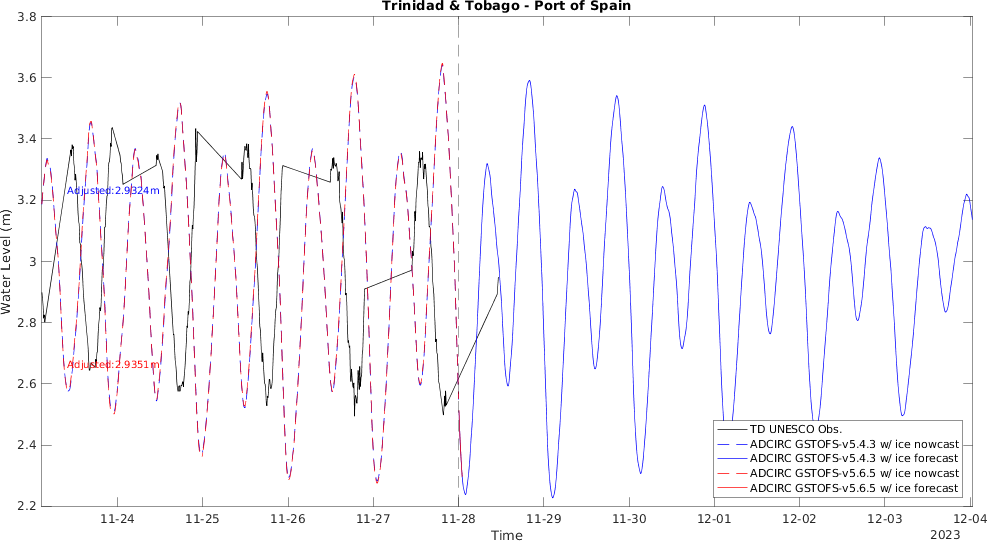 Trinidad & Tobago - Port of Spain
3.8
3.6
3.4
3.2
3
2.8
2.6
2.4
2.2
Water Level (m)
Adjusted:2.9324m
Adjusted:2.9351m
TD UNESCO Obs.
ADCIRC GSTOFS-v5.4.3 w/ ice nowcast
ADCIRC GSTOFS-v5.4.3 w/ ice forecast
ADCIRC GSTOFS-v5.6.5 w/ ice nowcast
ADCIRC GSTOFS-v5.6.5 w/ ice forecast
11-24 11-25 11-26 11-27 11-28 11-29 11-30 12-01 12-02 12-03 12-04
Time
2023